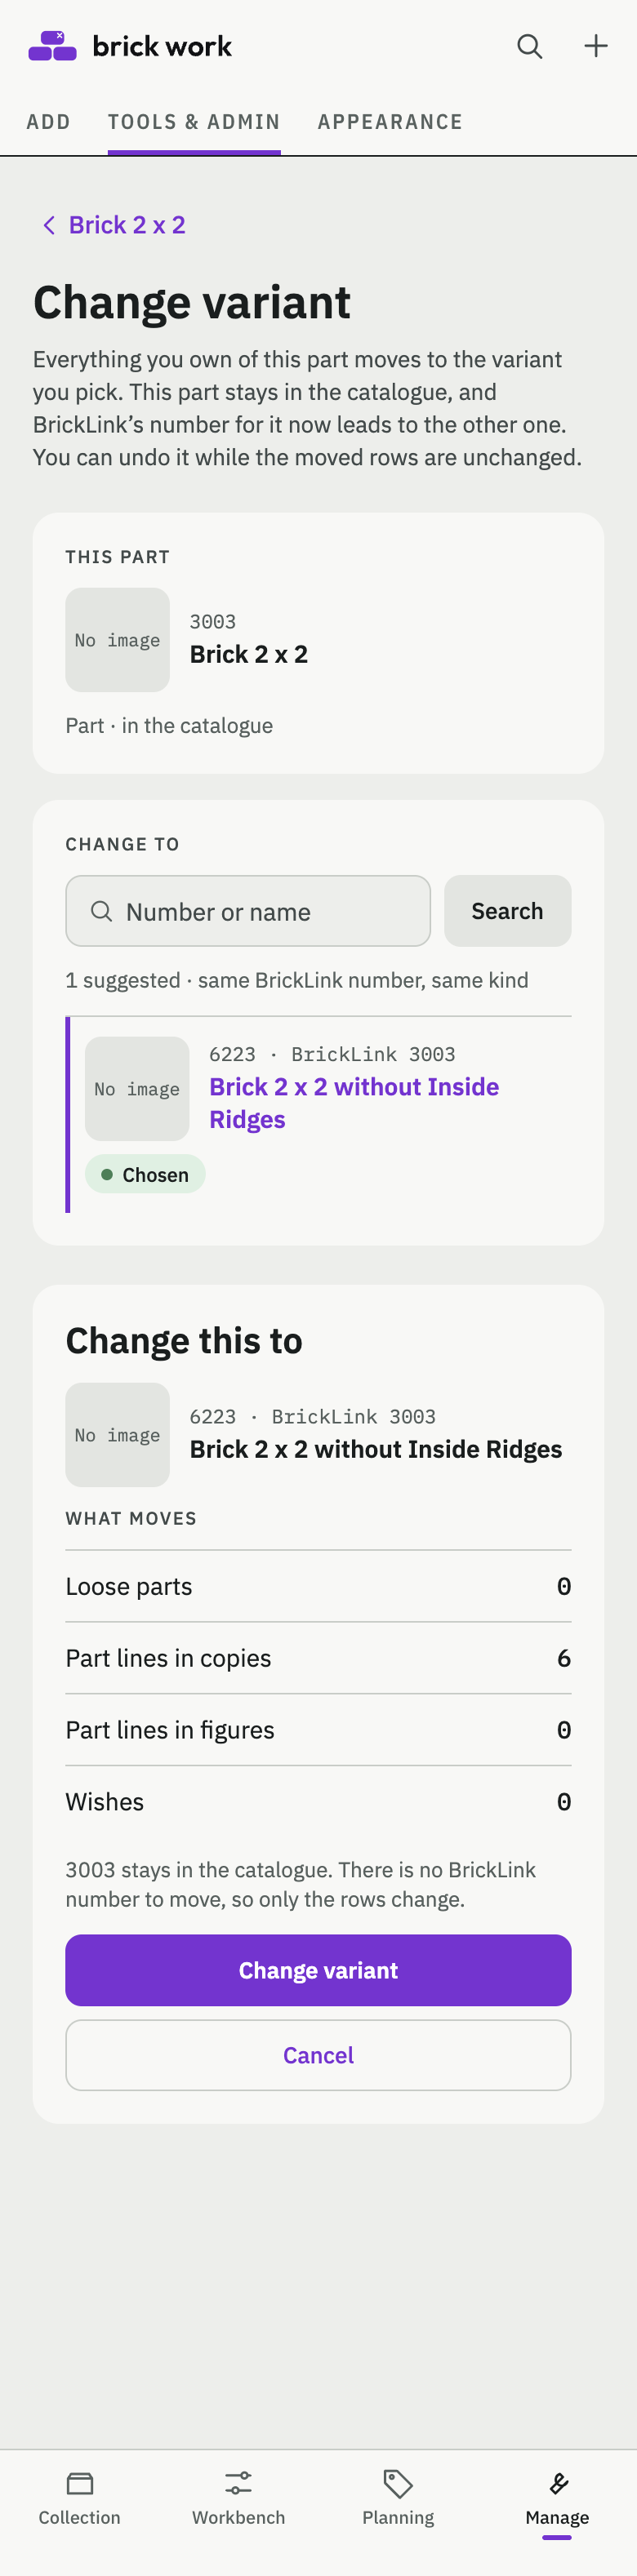 brick work
ADD TOOLS & ADMIN APPEARANCE
Brick 2 x 2
Change variant
Everything you own of this part moves to the variant
you pick. This part stays in the catalogue, and
BrickLink’s number for it now leads to the other one.
You can undo it while the moved rows are unchanged.
THIS PART
No image
3003
Brick 2 x 2
Part · in the catalogue
CHANGE TO
Number or name
Search
1 suggested · same BrickLink number, same kind
No image
6223 · BrickLink 3003
Brick 2 x 2 without Inside
Ridges
Chosen
Change this to
No image
6223 · BrickLink 3003
Brick 2 x 2 without Inside Ridges
WHAT MOVES
Loose parts 0
Part lines in copies 6
Part lines in figures 0
Wishes 0
3003 stays in the catalogue. There is no BrickLink
number to move, so only the rows change.
Change variant
Cancel
Collection Workbench Planning Manage